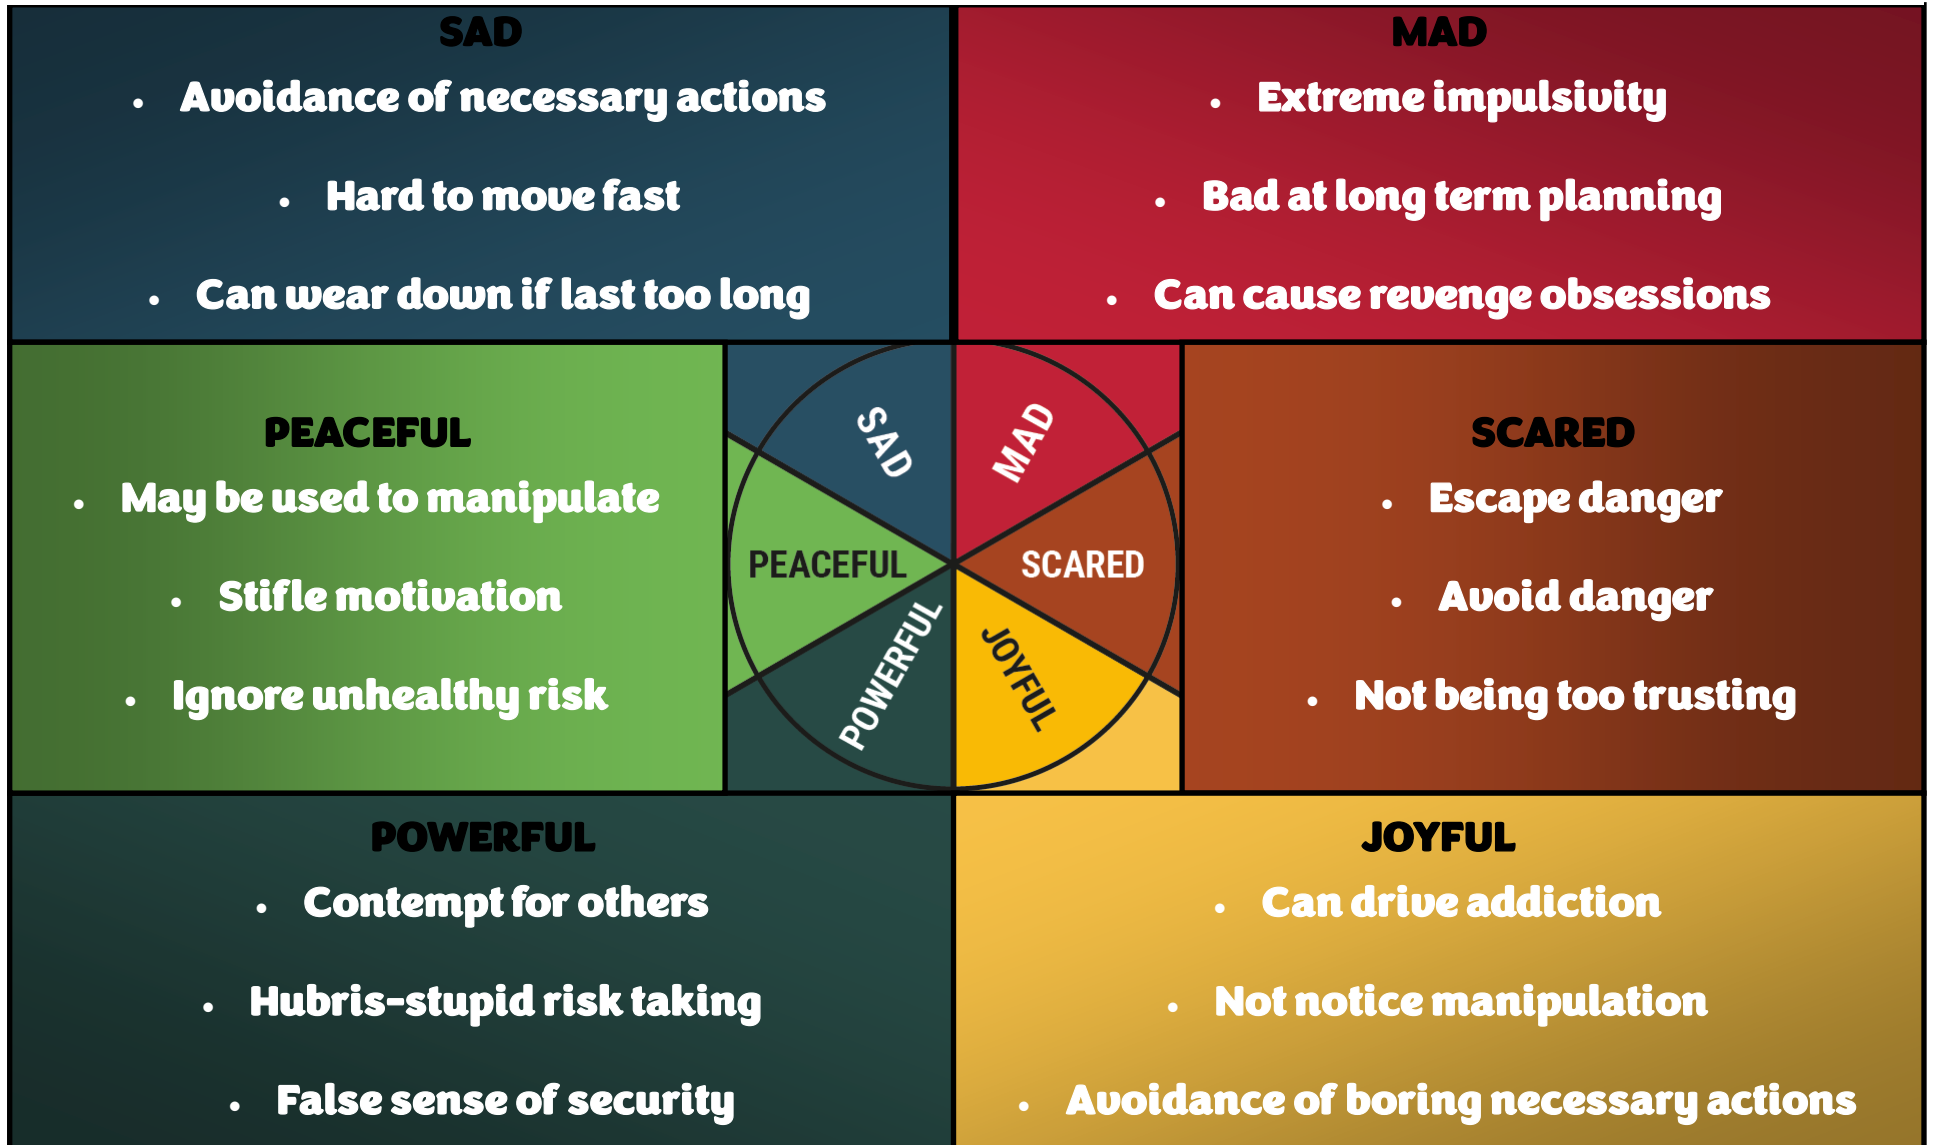 SAD
• Avoidance of necessary actions
• Hard to move fast
• Can wear down if last too long
MAD
• Extreme impulsivity
• Bad at long term planning
• Can cause revenge obsessions
PEACEFUL
• May be used to manipulate
• Stifle motivation
• Ignore unhealthy risk
SAD
MAD
PEACEFUL
SCARED
POWERFUL
JOYFUL
SCARED
• Escape danger
• Avoid danger
• Not being too trusting
POWERFUL
• Contempt for others
• Hubris-stupid risk taking
• False sense of security
JOYFUL
• Can drive addiction
• Not notice manipulation
• Avoidance of boring necessary actions